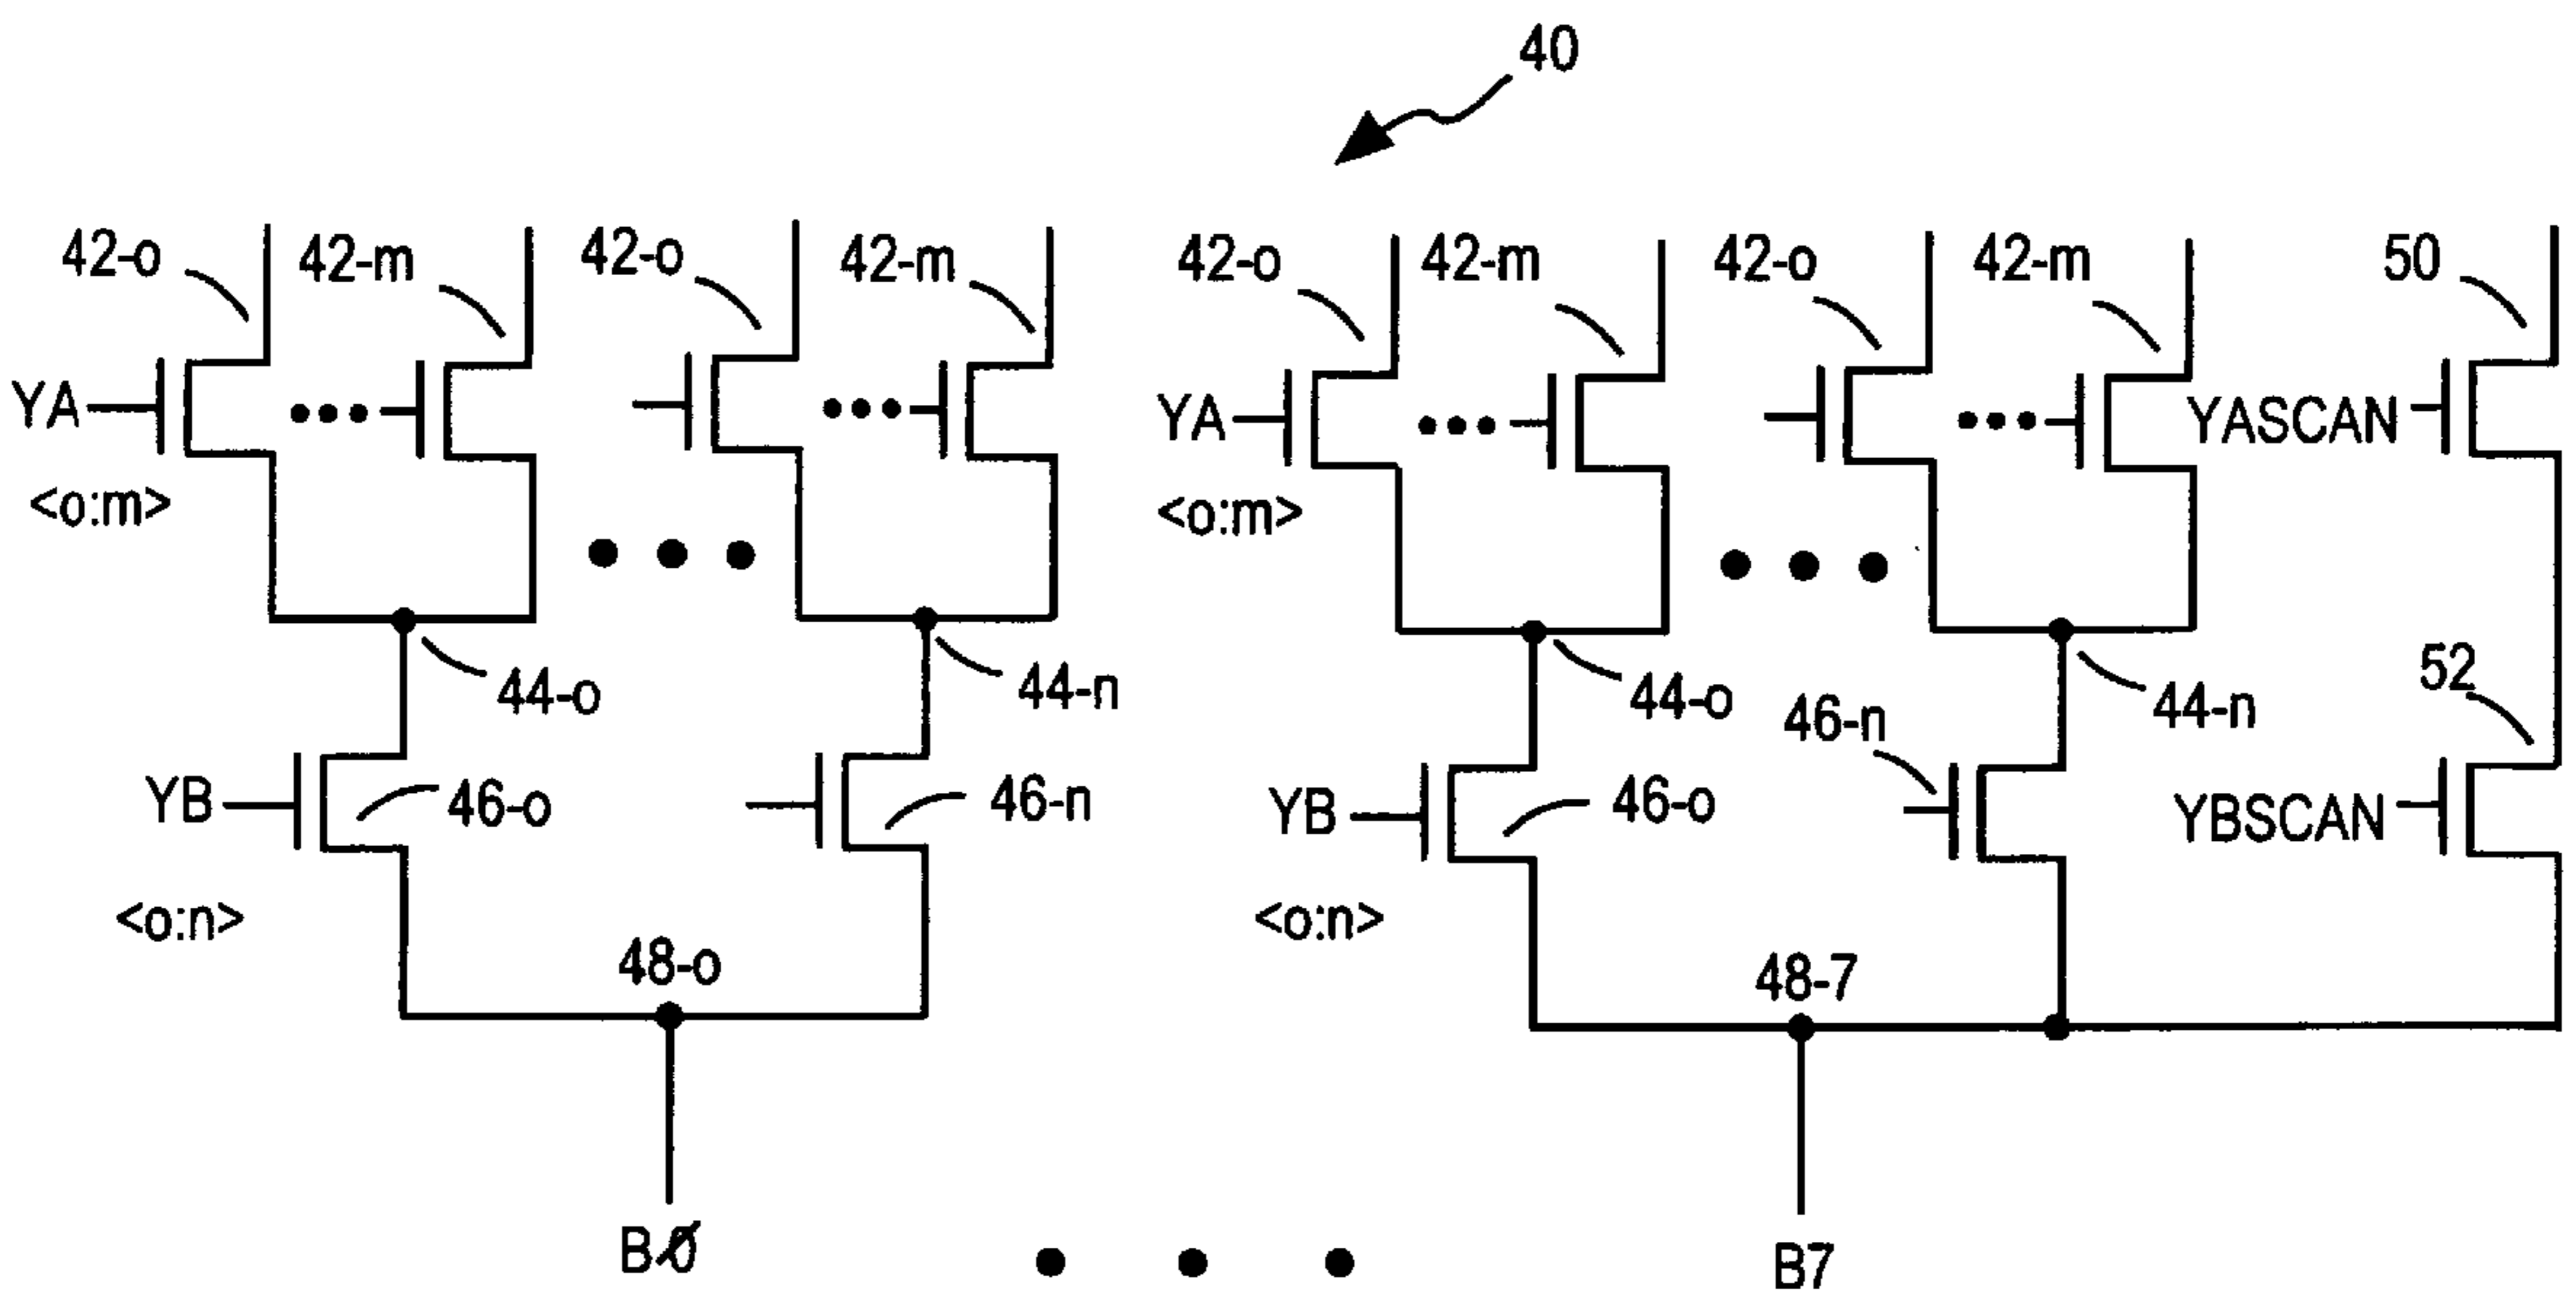 40
42-o 42-m 42-o 42-m 42-o 42-m 42-o 42-m 50
YA YA YASCAN
<o:m> <o:m>
44-o 44-n 44-o 44-n 52
46-n
YB 46-o 46-n YB 46-o YBSCAN
<o:n> <o:n>
48-o 48-7
B0 B7